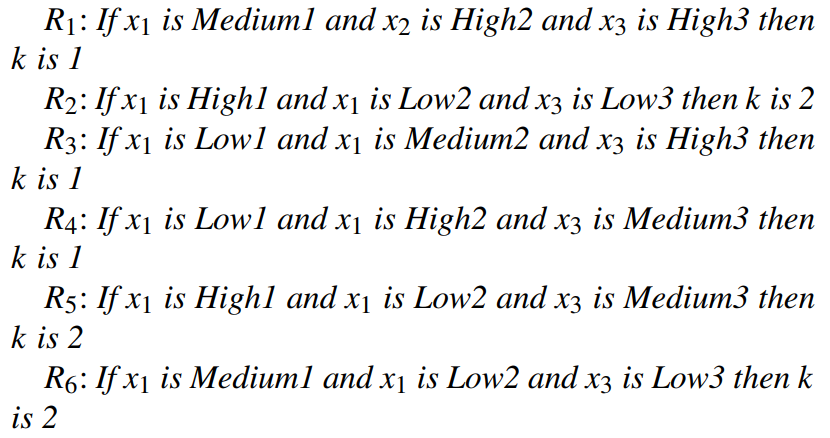 R1: If x1 is Medium1 and x2 is High2 and x3 is High3 then
k is 1
R2: If x1 is High1 and x1 is Low2 and x3 is Low3 then k is 2
R3: If x1 is Low1 and x1 is Medium2 and x3 is High3 then
k is 1
R4: If x1 is Low1 and x1 is High2 and x3 is Medium3 then
k is 1
R5: If x1 is High1 and x1 is Low2 and x3 is Medium3 then
k is 2
R6: If x1 is Medium1 and x1 is Low2 and x3 is Low3 then k
is 2